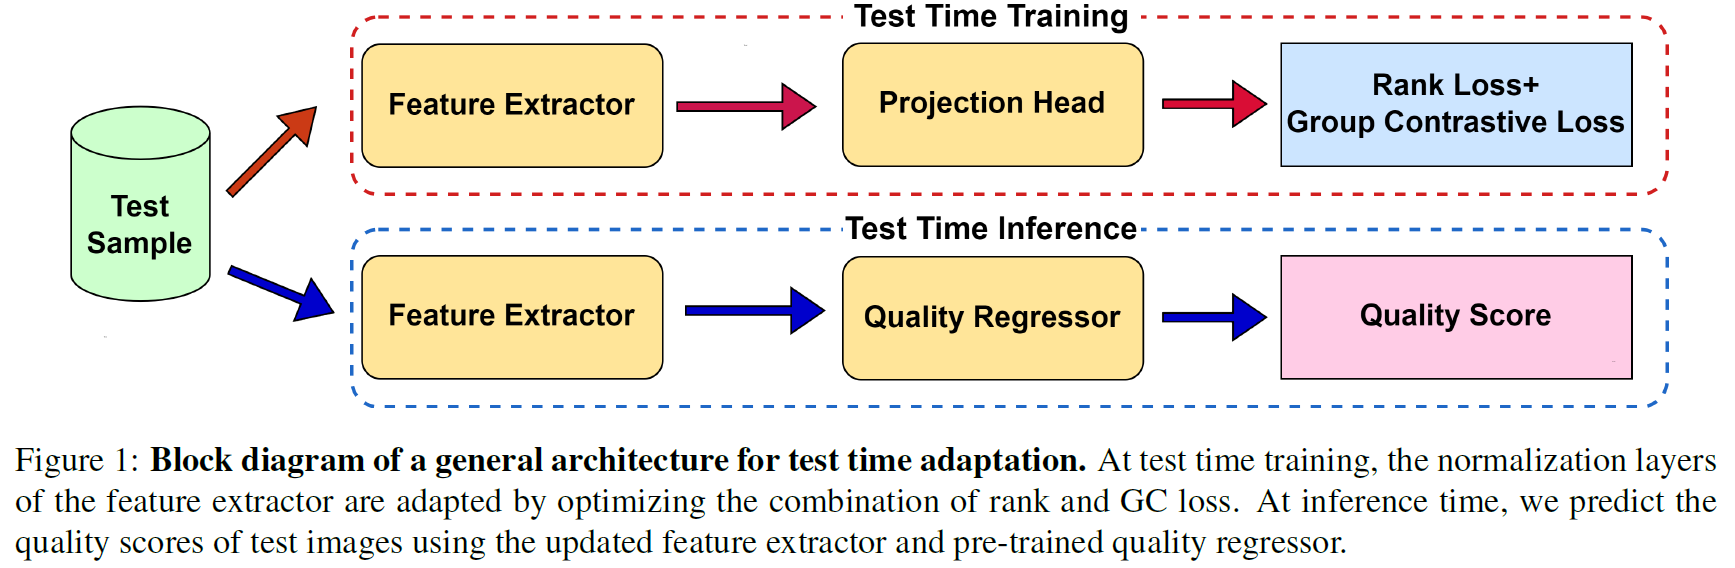 Test Time Training
Feature Extractor
Projection Head
Rank Loss+
Group Contrastive Loss
Test
Sample
Test Time Inference
Feature Extractor
Quality Regressor
Quality Score
Figure 1: Block diagram of a general architecture for test time adaptation. At test time training, the normalization layers
of the feature extractor are adapted by optimizing the combination of rank and GC loss. At inference time, we predict the
quality scores of test images using the updated feature extractor and pre-trained quality regressor.